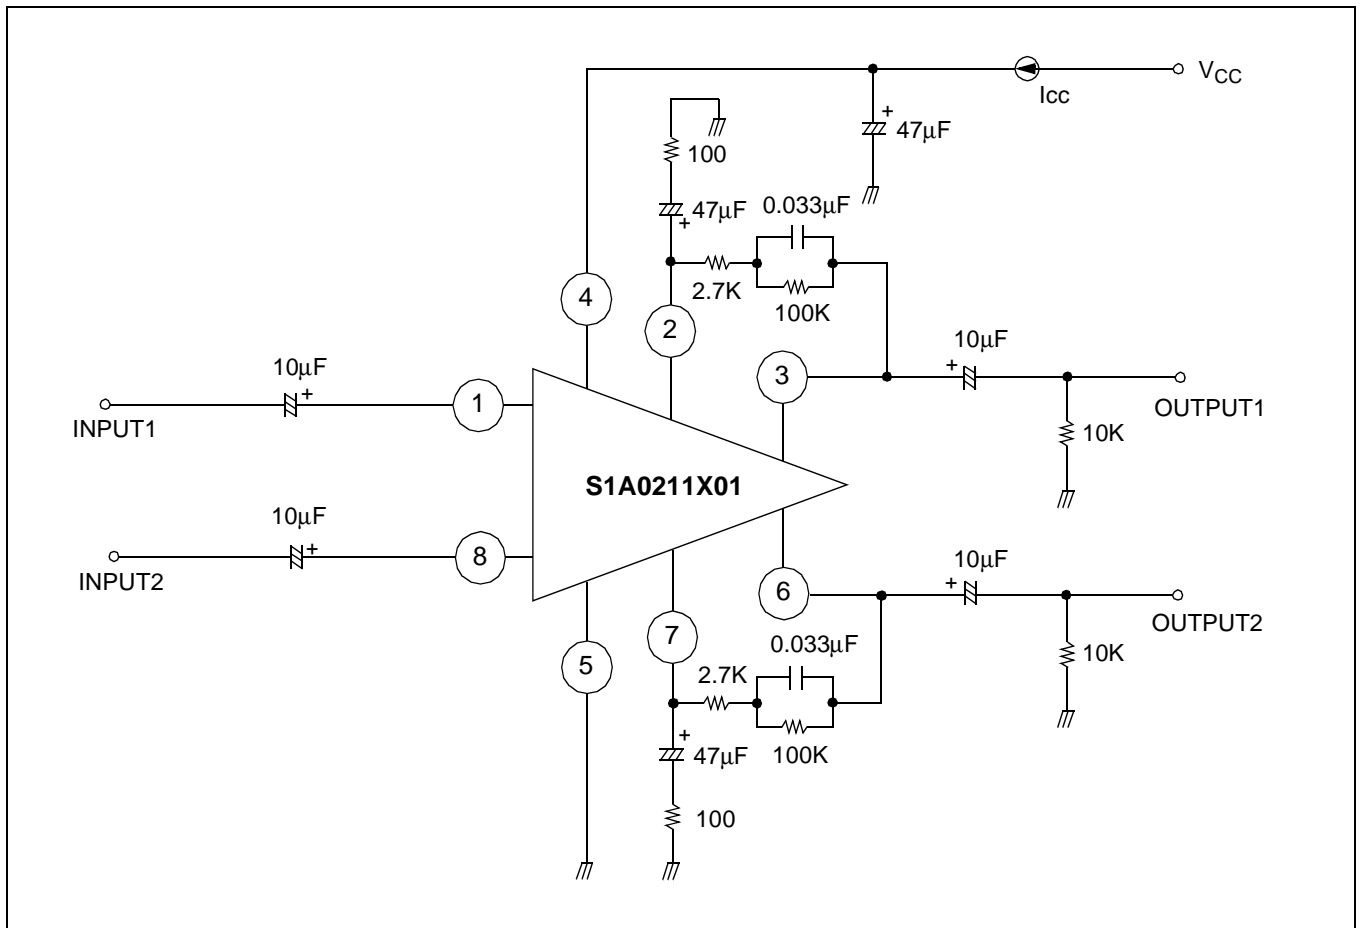 V_CC
Icc
47µF
100
47µF
0.033µF
2.7K
100K
4
2
10µF
3
10µF
1
INPUT1
OUTPUT1
10K
S1A0211X01
10µF
8
INPUT2
10µF
6
OUTPUT2
7
0.033µF
5
2.7K
10K
47µF
100K
100
+
+
+
+
+
+
+